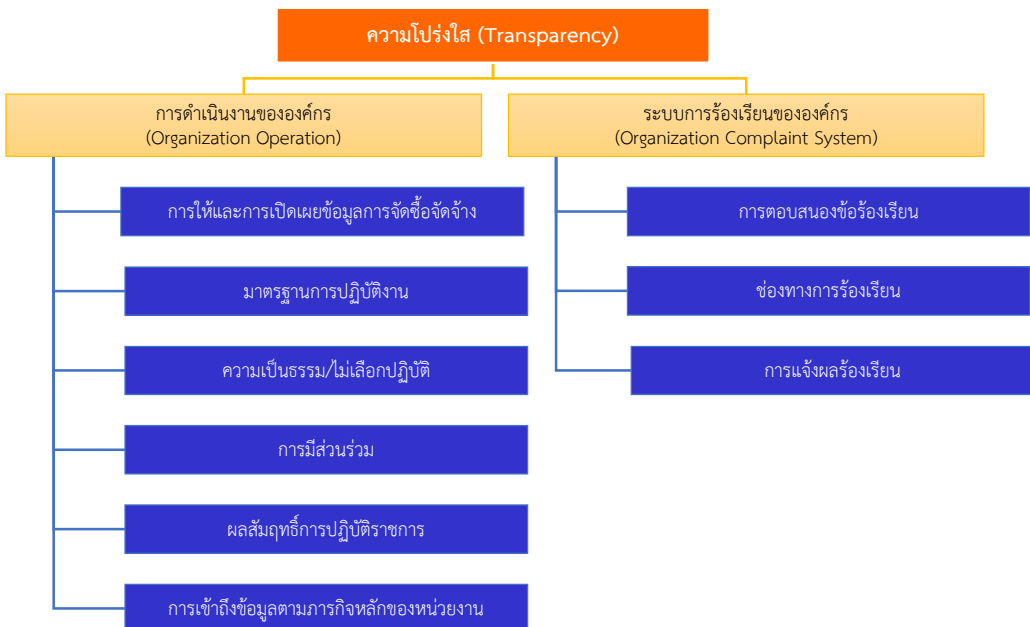 ความโปร่งใส (Transparency)
การดำเนินงานขององค์กร
(Organization Operation)
การให้และการเปิดเผยข้อมูลการจัดซื้อจัดจ้าง
มาตรฐานการปฏิบัติงาน
ความเป็นธรรม/ไม่เลือกปฏิบัติ
การมีส่วนร่วม
ผลสัมฤทธิ์การปฏิบัติราชการ
การเข้าถึงข้อมูลตามภารกิจหลักของหน่วยงาน
ระบบการร้องเรียนขององค์กร
(Organization Complaint System)
การตอบสนองข้อร้องเรียน
ช่องทางการร้องเรียน
การแจ้งผลร้องเรียน